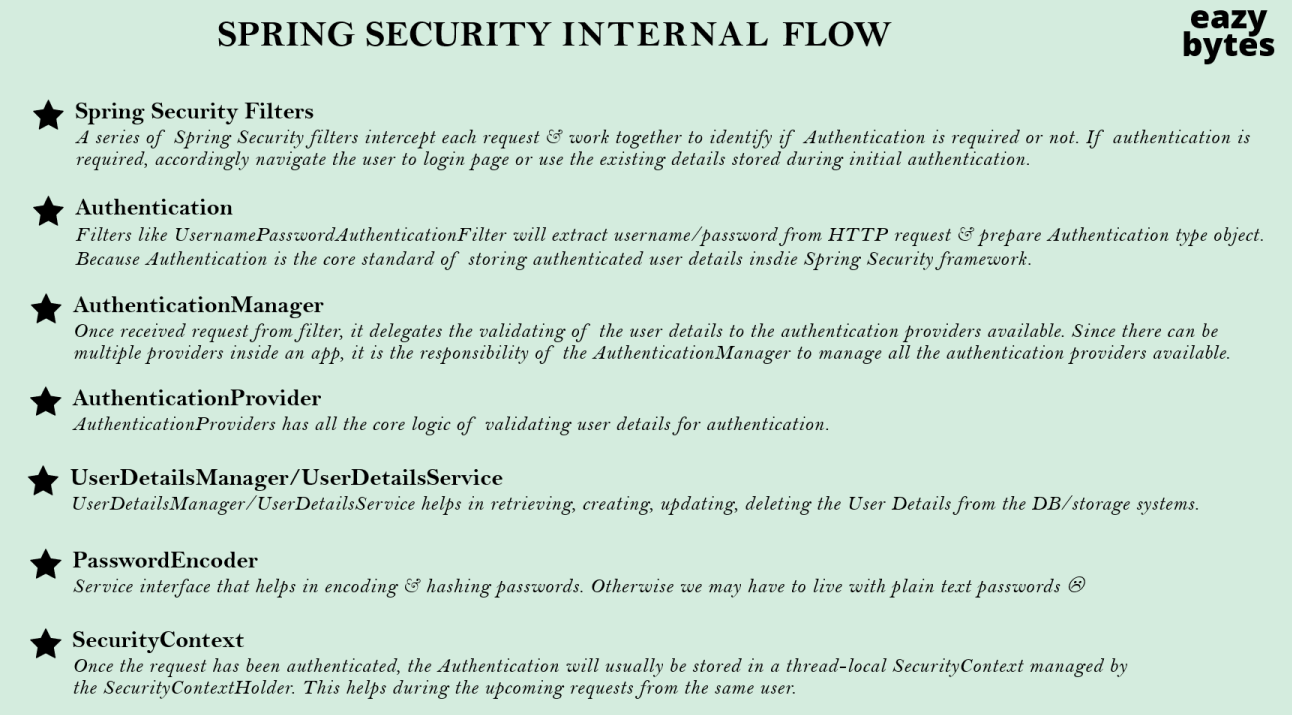 SPRING SECURITY INTERNAL FLOW
eazy
bytes
Spring Security Filters
A series of Spring Security filters intercept each request & work together to identify if Authentication is required or not. If authentication is
required, accordingly navigate the user to login page or use the existing details stored during initial authentication.
Authentication
Filters like UsernamePasswordAuthenticationFilter will extract username/password from HTTP request & prepare Authentication type object.
Because Authentication is the core standard of storing authenticated user details insdie Spring Security framework.
AuthenticationManager
Once received request from filter, it delegates the validating of the user details to the authentication providers available. Since there can be
multiple providers inside an app, it is the responsibility of the AuthenticationManager to manage all the authentication providers available.
AuthenticationProvider
AuthenticationProviders has all the core logic of validating user details for authentication.
UserDetailsManager/UserDetailsService
UserDetailsManager/UserDetailsService helps in retrieving, creating, updating, deleting the User Details from the DB/storage systems.
PasswordEncoder
Service interface that helps in encoding & hashing passwords. Otherwise we may have to live with plain text passwords ☹
SecurityContext
Once the request has been authenticated, the Authentication will usually be stored in a thread-local SecurityContext managed by
the SecurityContextHolder. This helps during the upcoming requests from the same user.